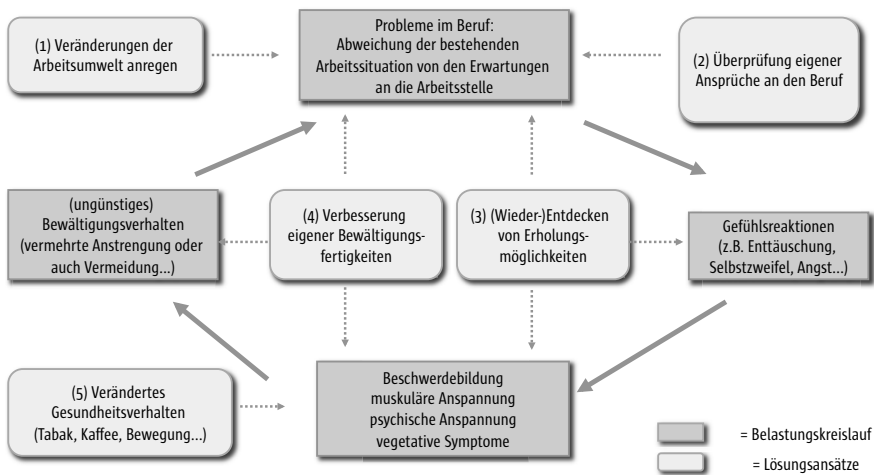 (1) Veränderungen der
Arbeitsumwelt anregen
Probleme im Beruf:
Abweichung der bestehenden
Arbeitssituation von den Erwartungen
an die Arbeitsstelle
(2) Überprüfung eigener
Ansprüche an den Beruf
(ungünstiges)
Bewältigungsverhalten
(vermehrte Anstrengung oder
auch Vermeidung...)
(4) Verbesserung
eigener Bewältigungs-
fertigkeiten
(3) (Wieder-)Entdecken
von Erholungs-
möglichkeiten
Gefühlsreaktionen
(z.B. Enttäuschung,
Selbstzweifel, Angst...)
(5) Verändertes
Gesundheitsverhalten
(Tabak, Kaffee, Bewegung...)
Beschwerdebildung
muskuläre Anspannung
psychische Anspannung
vegetative Symptome
= Belastungskreislauf
= Lösungsansätze